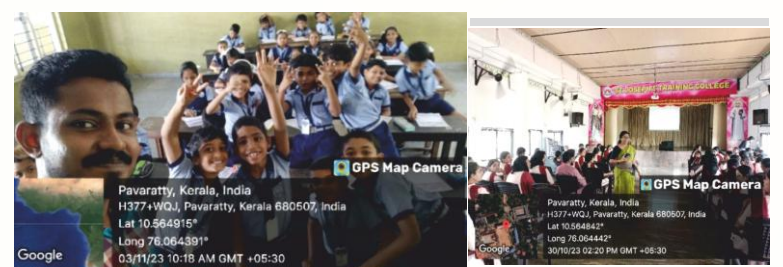 GPS Map Camera
Pavaratty, Kerala, India
H377+WQJ, Pavaratty, Kerala 680507, India
Lat 10.564915°
Long 76.064391°
03/11/23 10:18 AM GMT +05:30
Google
ST. JOSEPH'S TRAINING COLLEGE
GPS Map Camera
Pavaratty, Kerala, India
H377+WQJ, Pavaratty, Kerala 680507, India
Lat 10.564842°
Long 76.064442°
30/10/23 02:20 PM GMT +05:30
Google